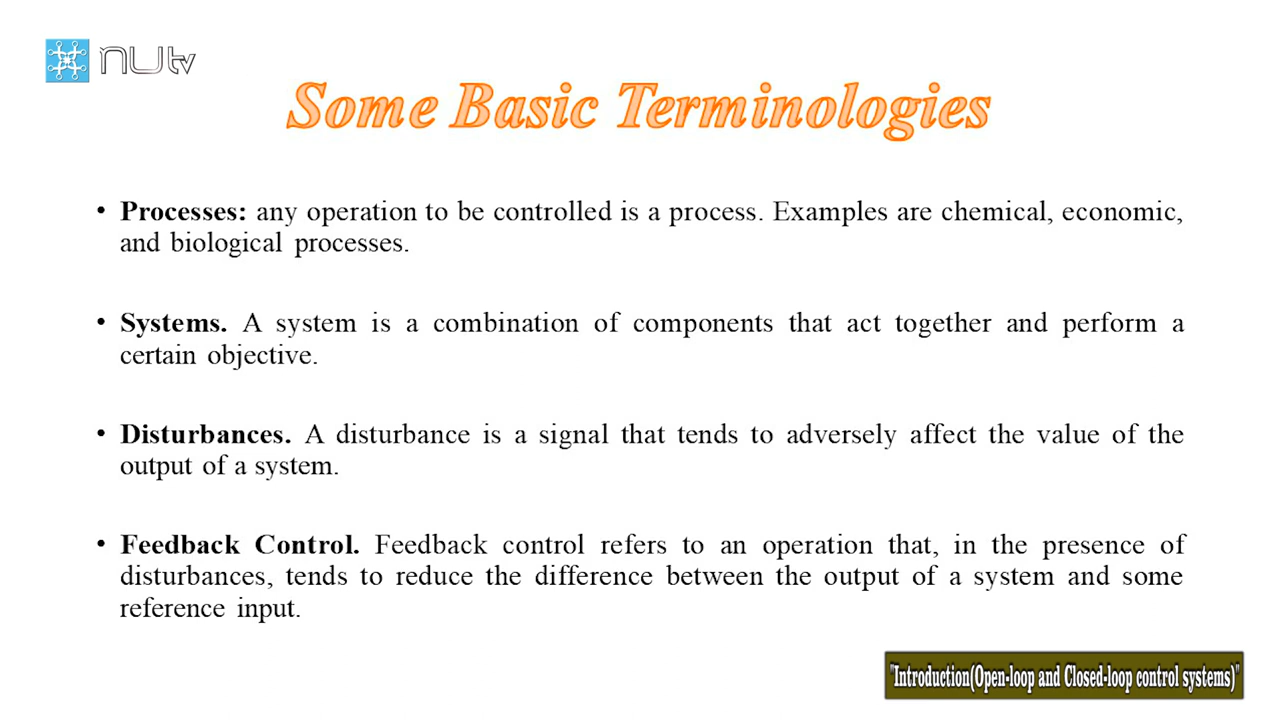 nutv
Some Basic Terminologies
• Processes: any operation to be controlled is a process. Examples are chemical, economic,
and biological processes.
• Systems. A system is a combination of components that act together and perform a
certain objective.
• Disturbances. A disturbance is a signal that tends to adversely affect the value of the
output of a system.
• Feedback Control. Feedback control refers to an operation that, in the presence of
disturbances, tends to reduce the difference between the output of a system and some
reference input.
"Introduction(Open-loop and Closed-loop control systems)"